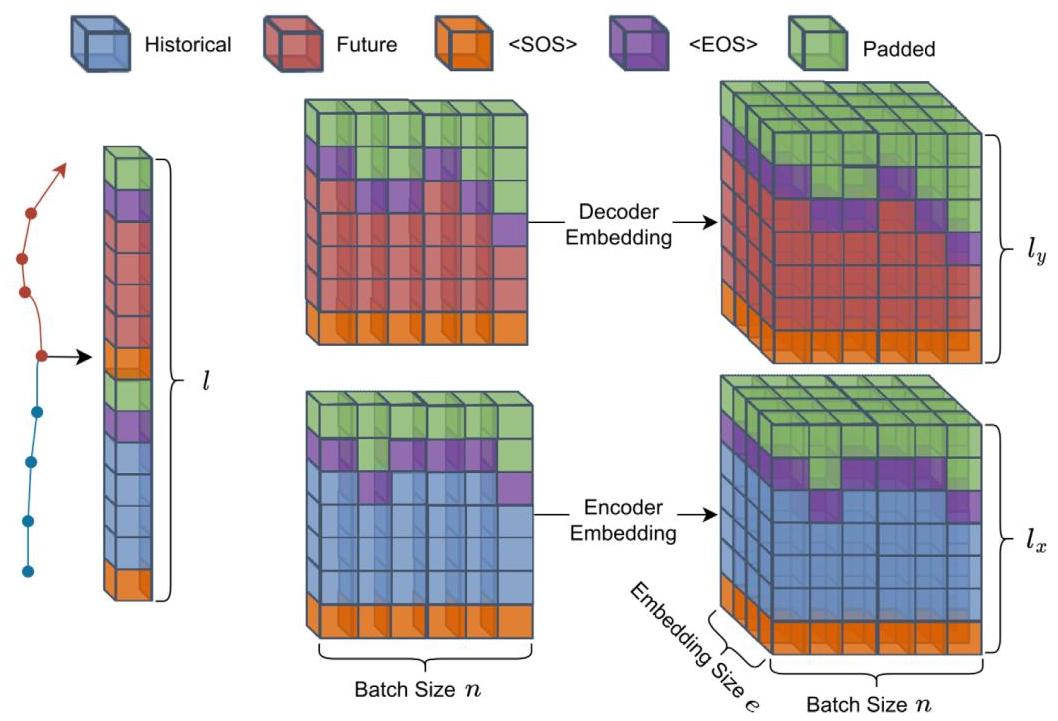 Historical
Future
<SOS>
<EOS>
Padded
l
Decoder
Embedding
l_y
Encoder
Embedding
l_x
Embedding Size e
Batch Size n
Batch Size n